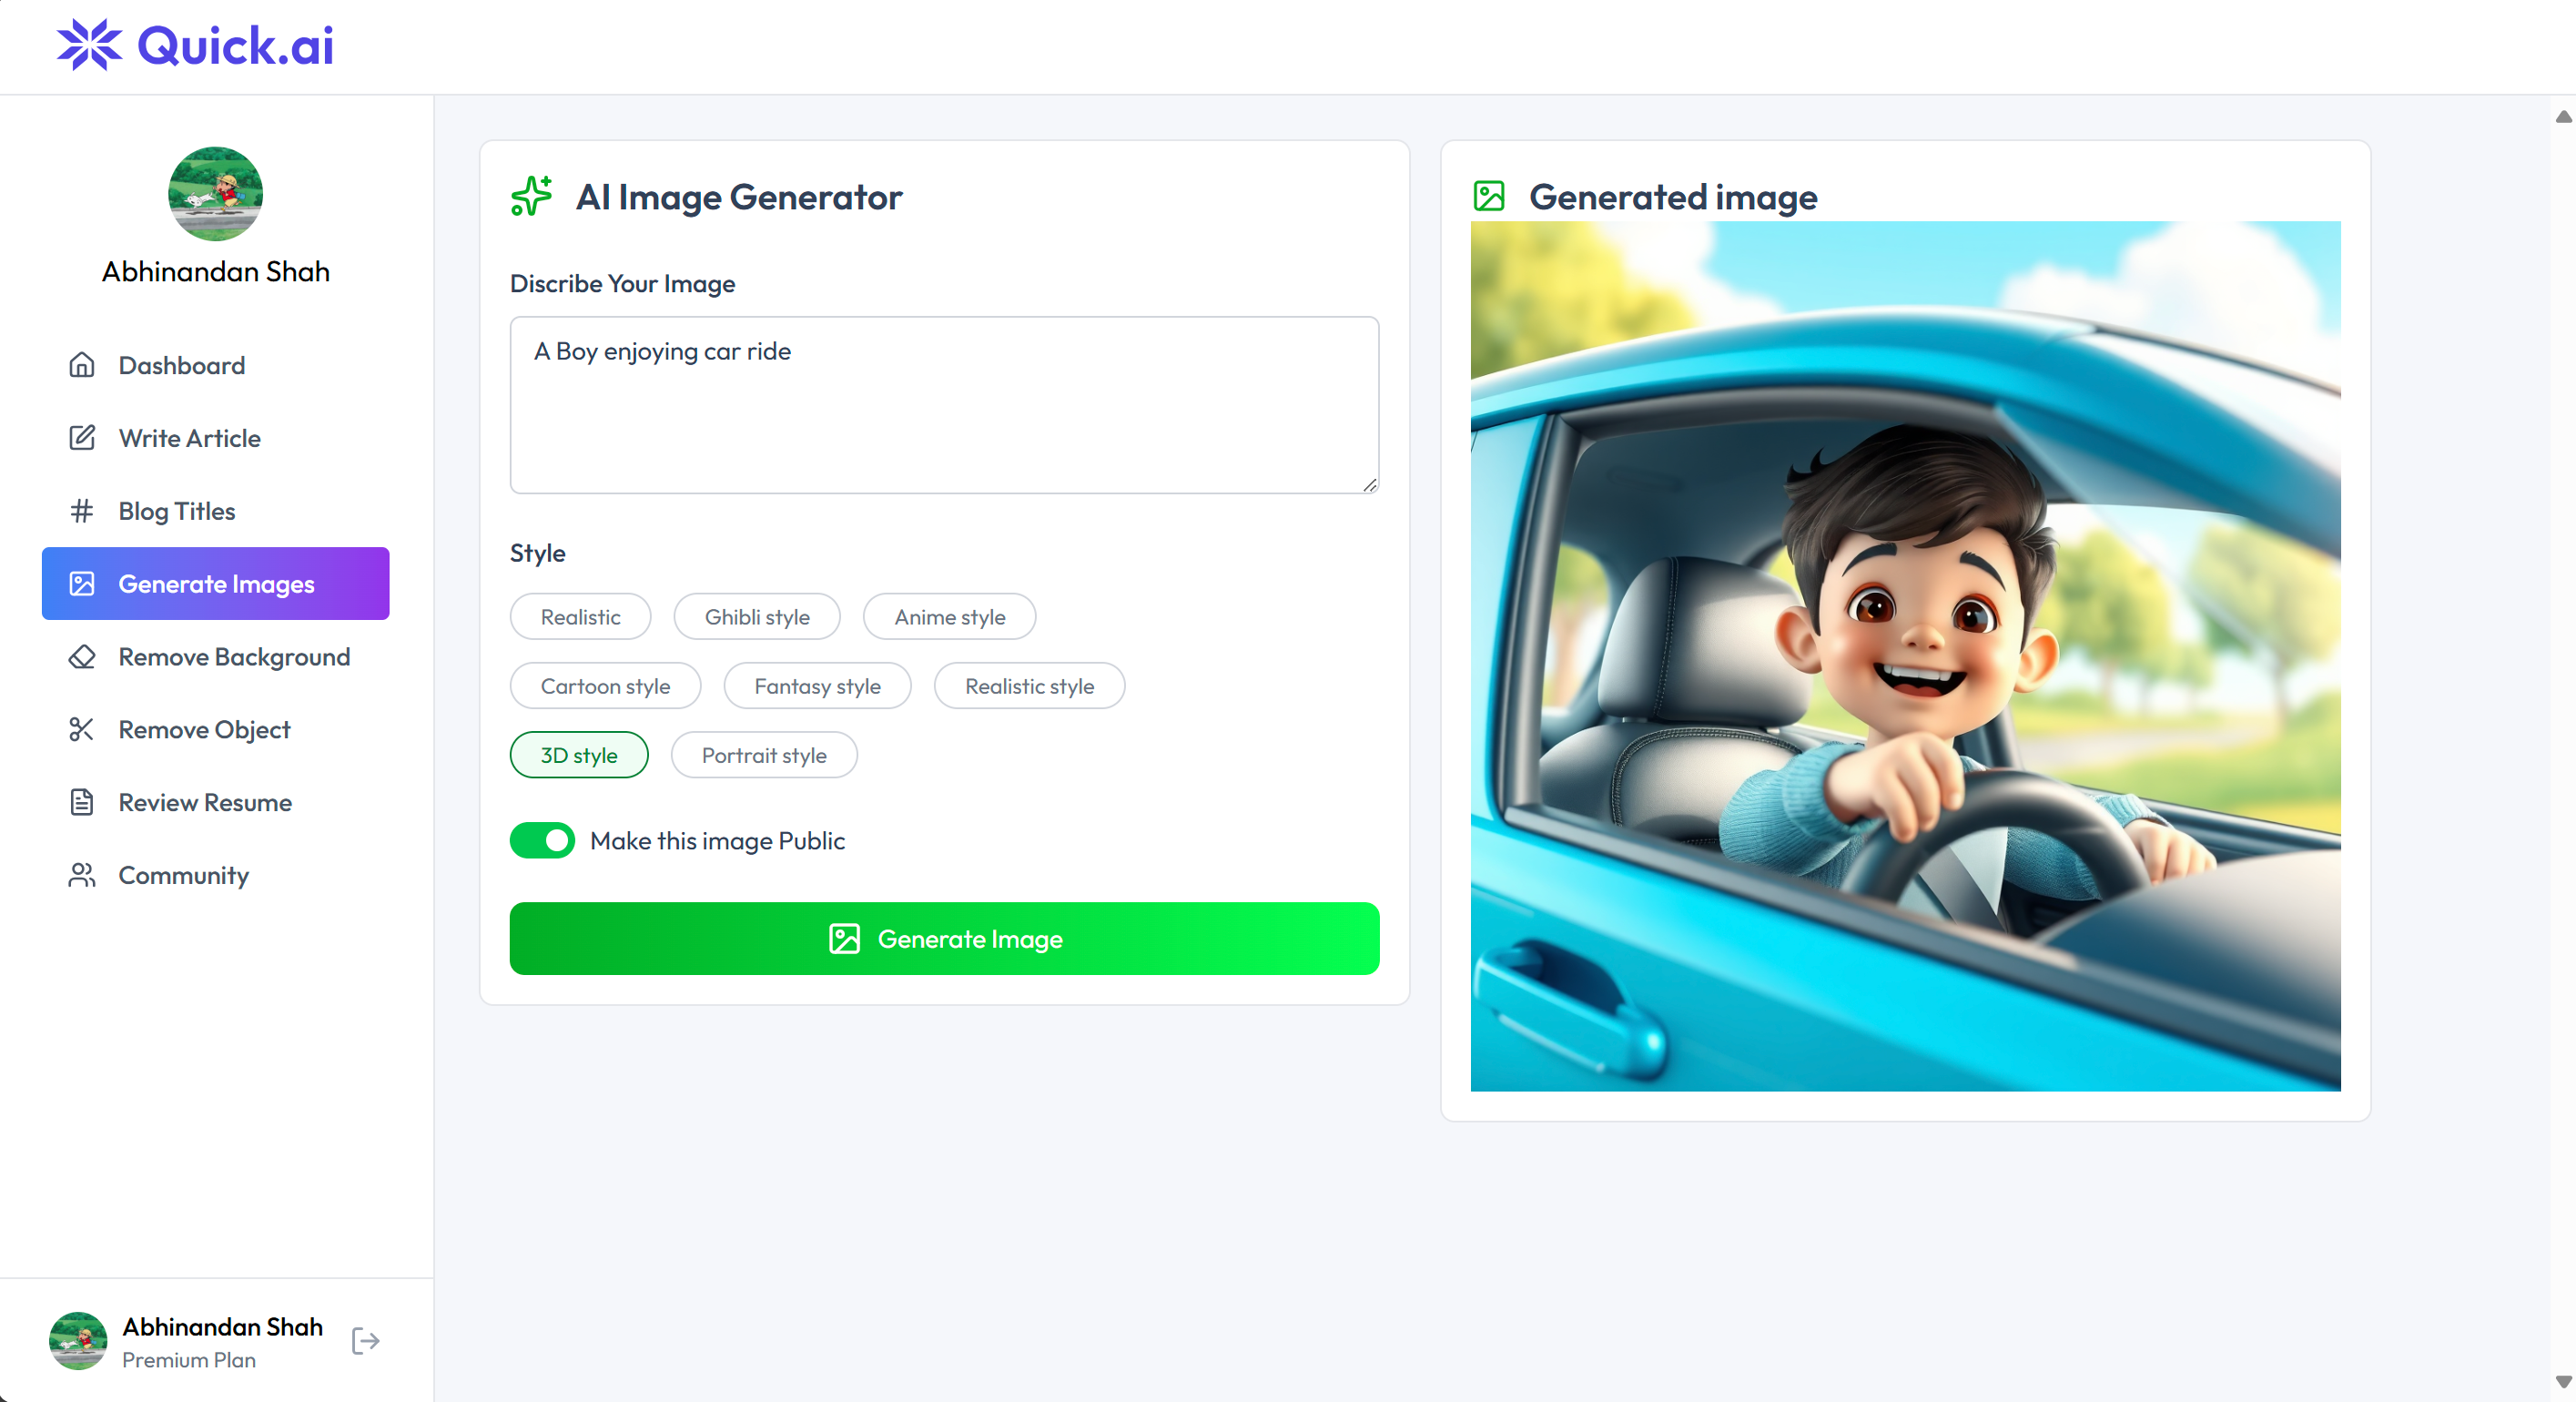 Quick.ai
Abhinandan Shah
Dashboard
Write Article
Blog Titles
Generate Images
Remove Background
Remove Object
Review Resume
Community
Abhinandan Shah
Premium Plan
AI Image Generator
Discribe Your Image
A Boy enjoying car ride
Style
Realistic
Ghibli style
Anime style
Cartoon style
Fantasy style
Realistic style
3D style
Portrait style
Make this image Public
Generate Image
Generated image